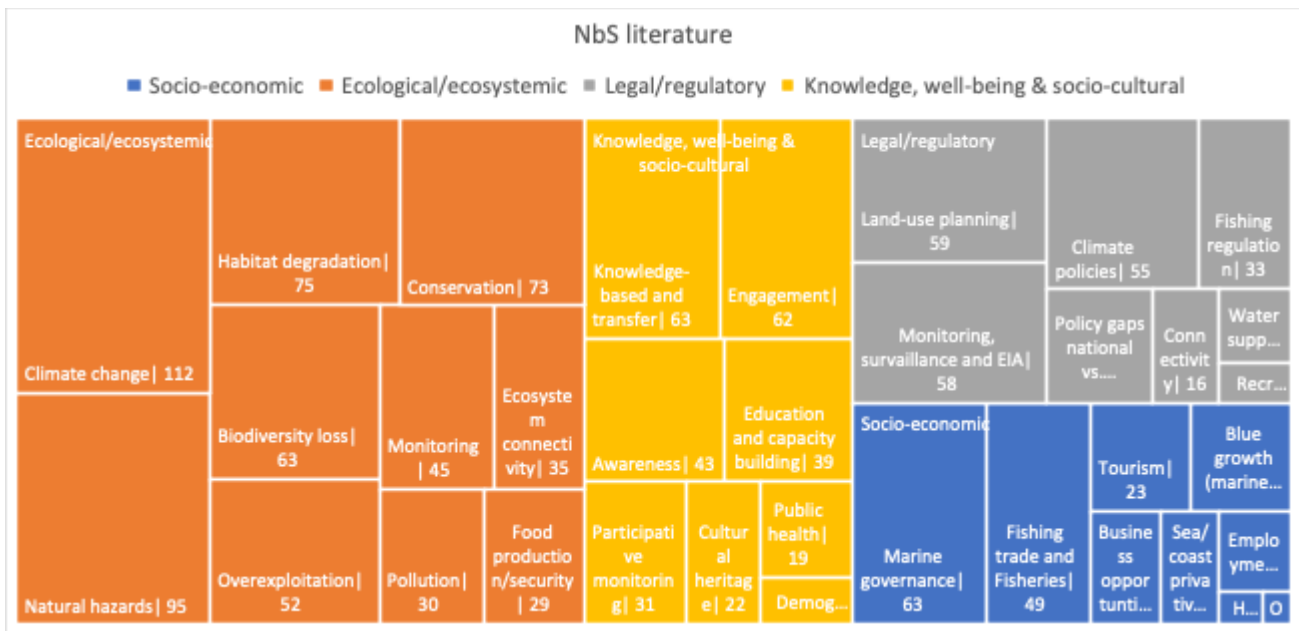 NbS literature
Socio-economic
Ecological/ecosystemic
Legal/regulatory
Knowledge, well-being & socio-cultural
Ecological/ecosystemic
Climate change| 112
Natural hazards| 95
Habitat degradation|
75
Conservation| 73
Biodiversity loss|
63
Monitoring|
45
Ecosyste
m
connecti
vity| 35
Overexploitation|
52
Pollution|
30
Food
productio
n/security
| 29
Knowledge, well-being &
socio-cultural
Knowledge-
based and
transfer| 63
Engagement|
62
Awareness| 43
Education
and capacity
building| 39
Participati
ve
monitorin
g| 31
Cultur
al
heritag
e| 22
Public
health|
19
Demog...
Legal/regulatory
Land-use planning|
59
Climate
policies| 55
Fishing
regulatio
n| 33
Monitoring,
survaillance and EIA|
58
Policy gaps
national
vs....
Conn
ectivit
y| 16
Water
supp...
Recr...
Socio-economic
Marine
governance|
63
Fishing
trade and
Fisheries|
49
Tourism|
23
Blue
growth
(marine...
Busine
ss
oppor
tunti...
Sea/
coast
priva
tiv...
Emplo
yme...
H...
O